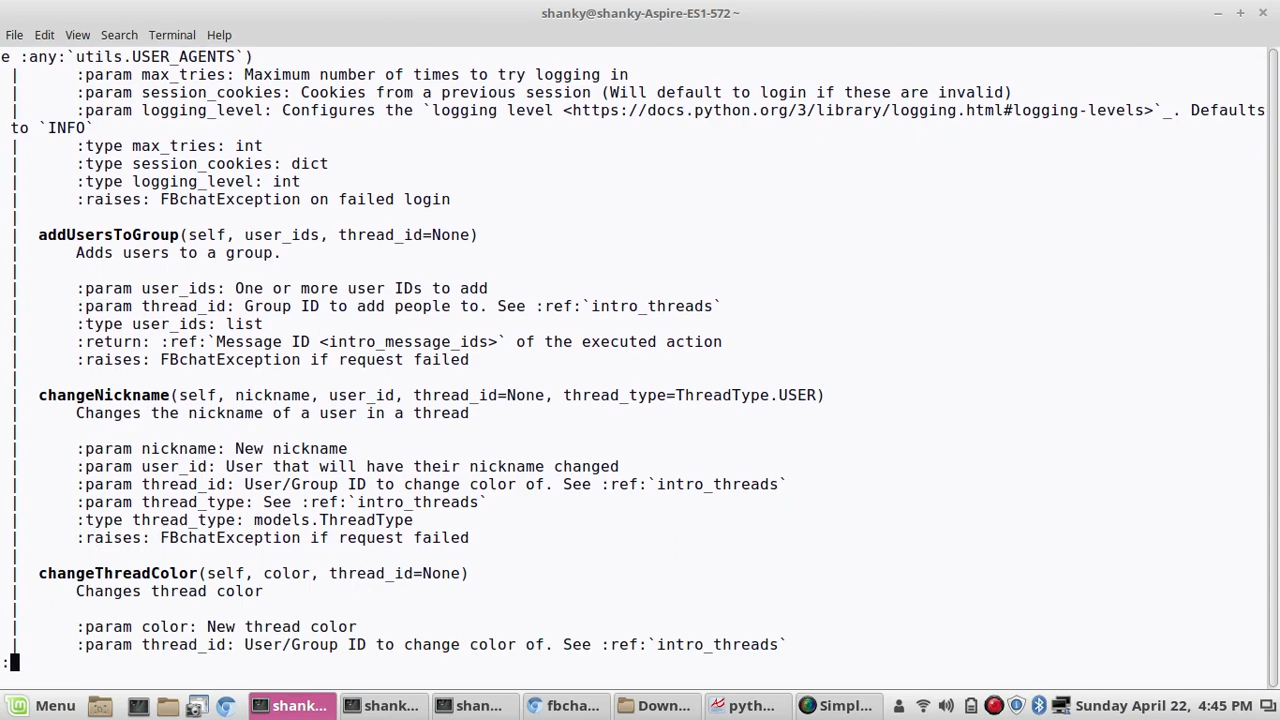 shanky@shanky-Aspire-ES1-572 ~
File Edit View Search Terminal Help
e :any:`utils.USER_AGENTS`)
 |      :param max_tries: Maximum number of times to try logging in
 |      :param session_cookies: Cookies from a previous session (Will default to login if these are invalid)
 |      :param logging_level: Configures the `logging level <https://docs.python.org/3/library/logging.html#logging-levels>`_. Defaults
 to `INFO`
 |      :type max_tries: int
 |      :type session_cookies: dict
 |      :type logging_level: int
 |      :raises: FBchatException on failed login
 |
 |  addUsersToGroup(self, user_ids, thread_id=None)
 |      Adds users to a group.
 |
 |      :param user_ids: One or more user IDs to add
 |      :param thread_id: Group ID to add people to. See :ref:`intro_threads`
 |      :type user_ids: list
 |      :return: :ref:`Message ID <intro_message_ids>` of the executed action
 |      :raises: FBchatException if request failed
 |
 |  changeNickname(self, nickname, user_id, thread_id=None, thread_type=ThreadType.USER)
 |      Changes the nickname of a user in a thread
 |
 |      :param nickname: New nickname
 |      :param user_id: User that will have their nickname changed
 |      :param thread_id: User/Group ID to change color of. See :ref:`intro_threads`
 |      :param thread_type: See :ref:`intro_threads`
 |      :type thread_type: models.ThreadType
 |      :raises: FBchatException if request failed
 |
 |  changeThreadColor(self, color, thread_id=None)
 |      Changes thread color
 |
 |      :param color: New thread color
 |      :param thread_id: User/Group ID to change color of. See :ref:`intro_threads`
:
Menu shank... shank... shan... fbcha... Down... pyth... Simpl... Sunday April 22, 4:45 PM